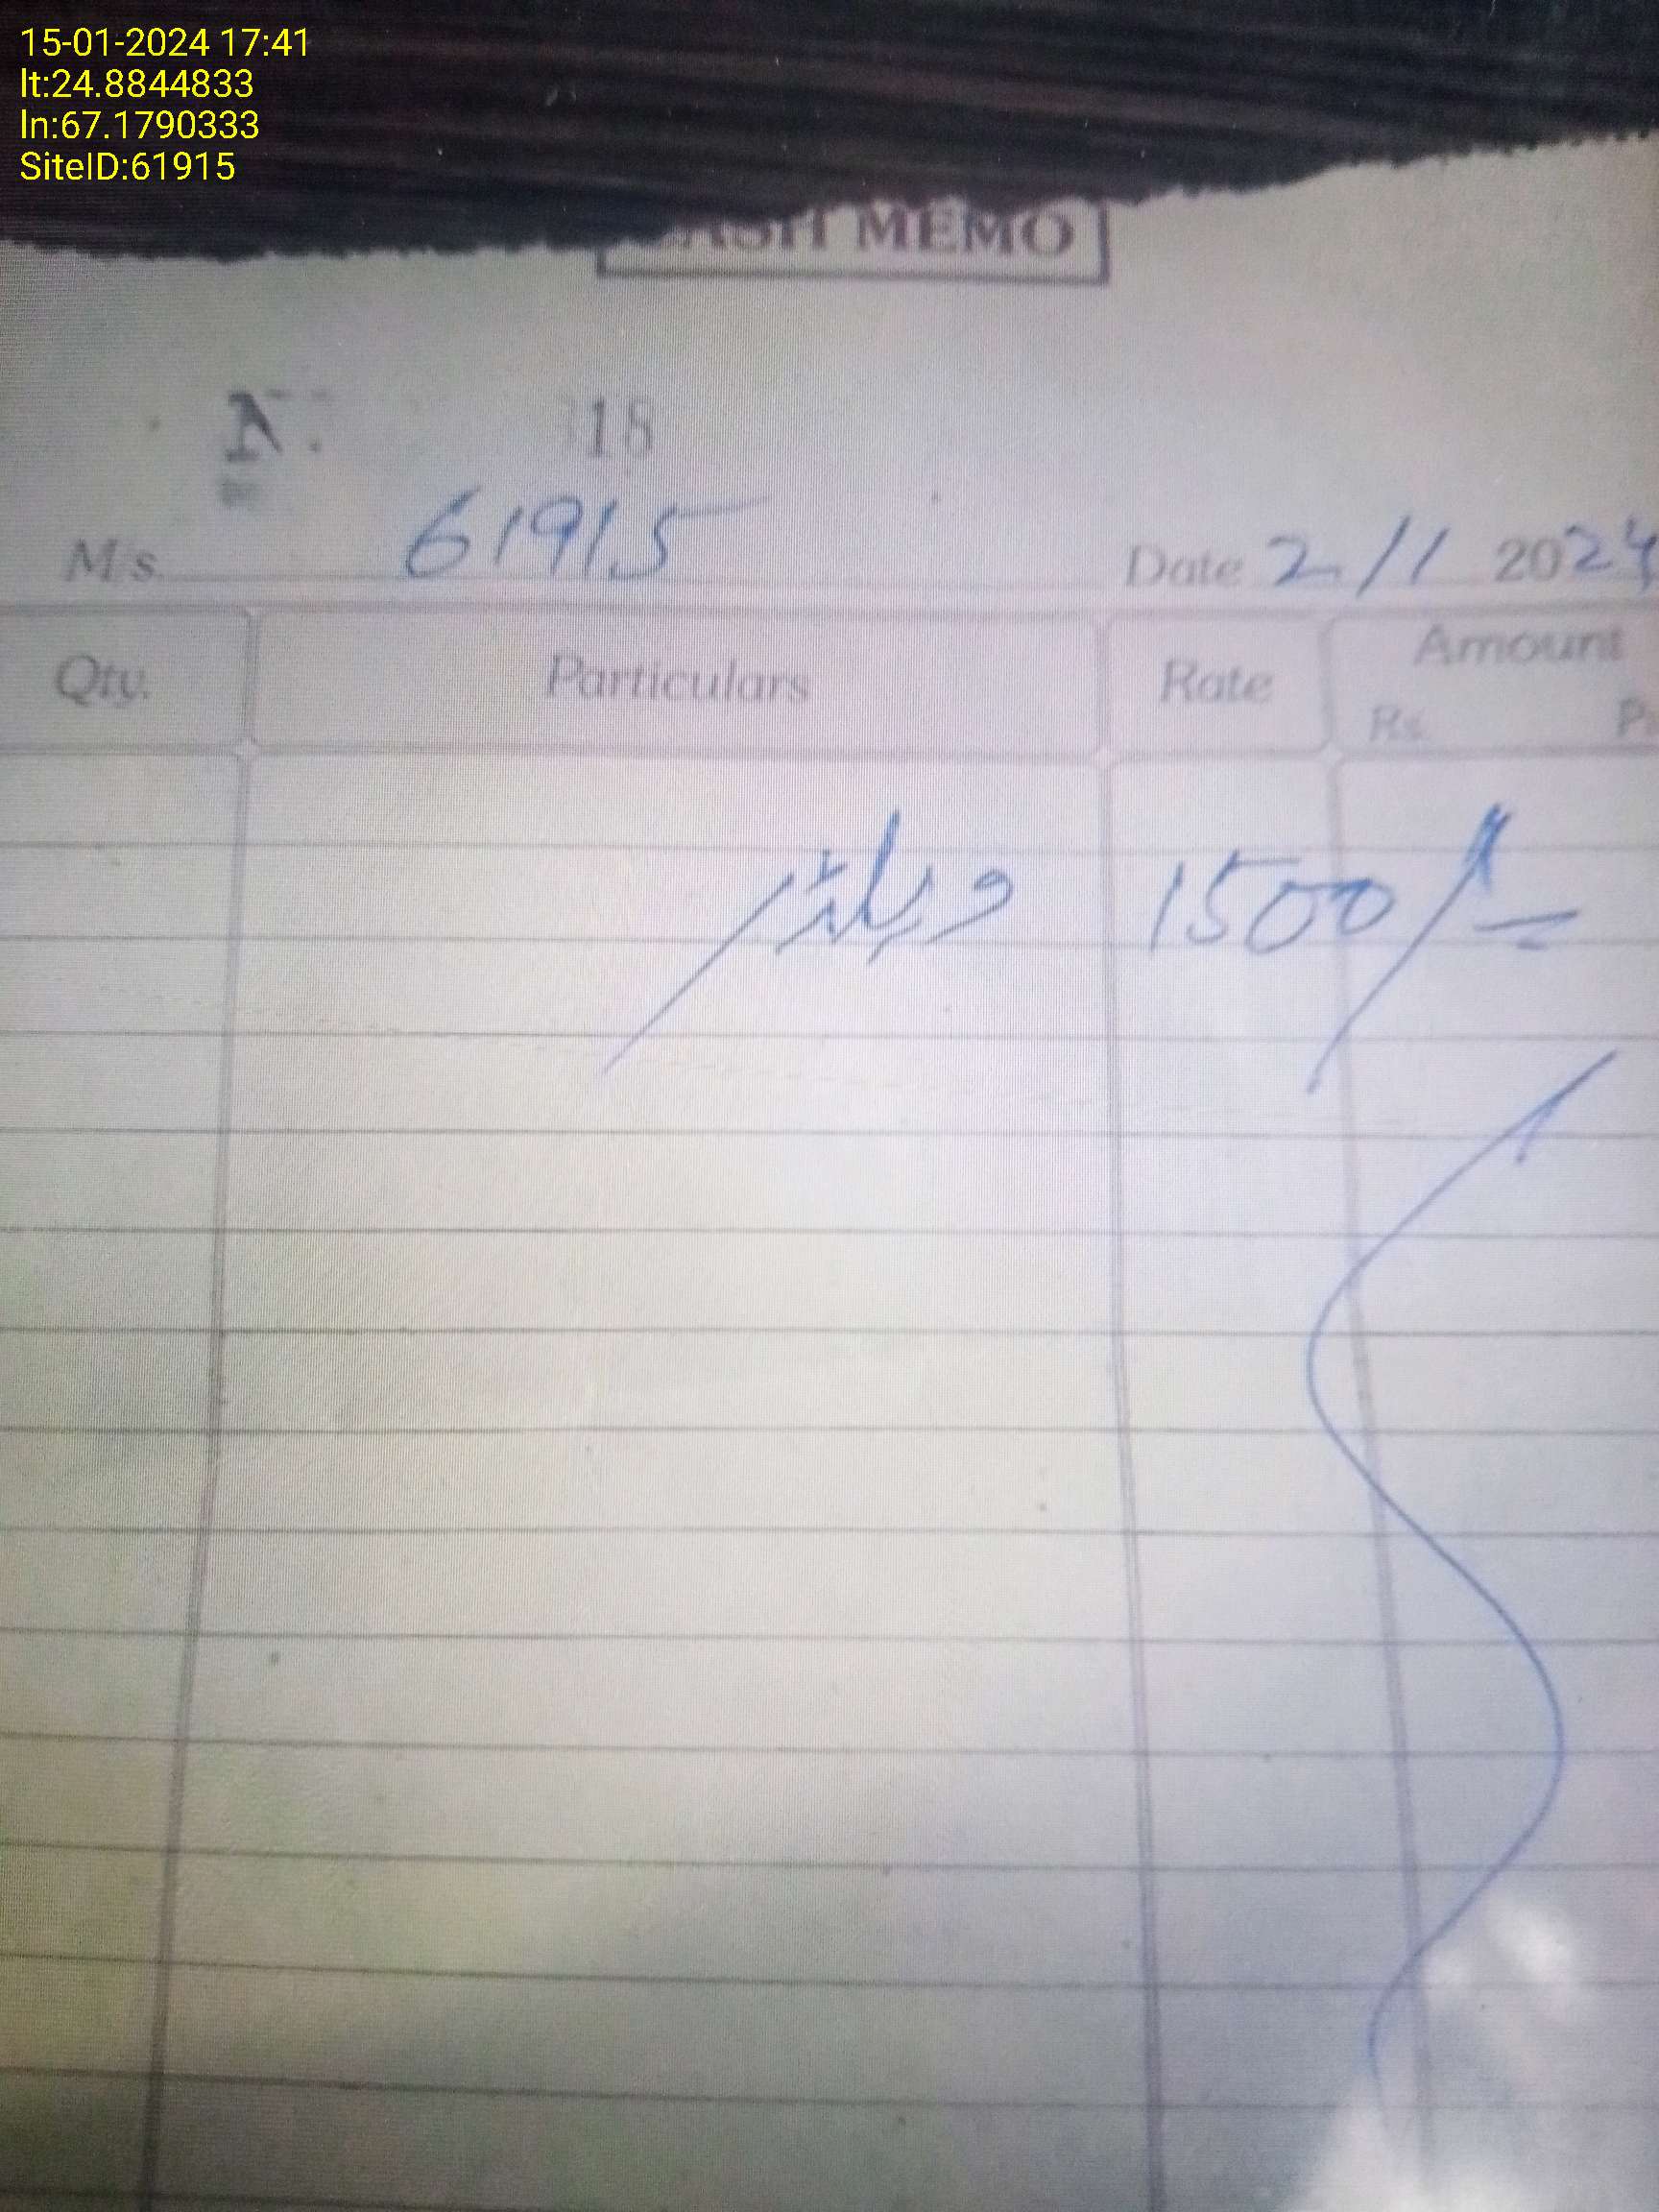 15-01-2024 17:41
lt:24.8844833
ln:67.1790333
SiteID:61915
MEMO
18
M/s. 61915 Date 2/1 2024
Qty. Particulars Rate Amount
Rs.
ویلڈر 1500/=